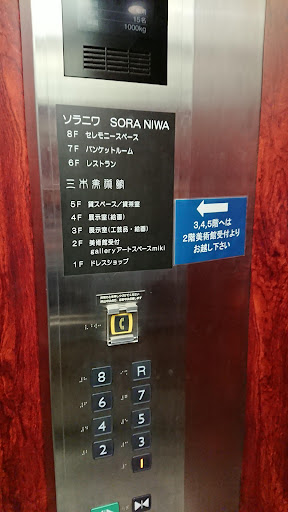 15名
1000kg
ソラニワ SORA NIWA
8F セレモニースペース
7F バンケットルーム
6F レストラン
三木美術館
5F 貸スペース/貸茶室
4F 展示室(絵画)
3F 展示室(工芸品・絵画)
2F 美術館受付
galleryアートスペースmiki
1F ドレスショップ
3,4,5階へは
2階美術館受付より
お越し下さい
8 R
6 7
4 5
2 3
1